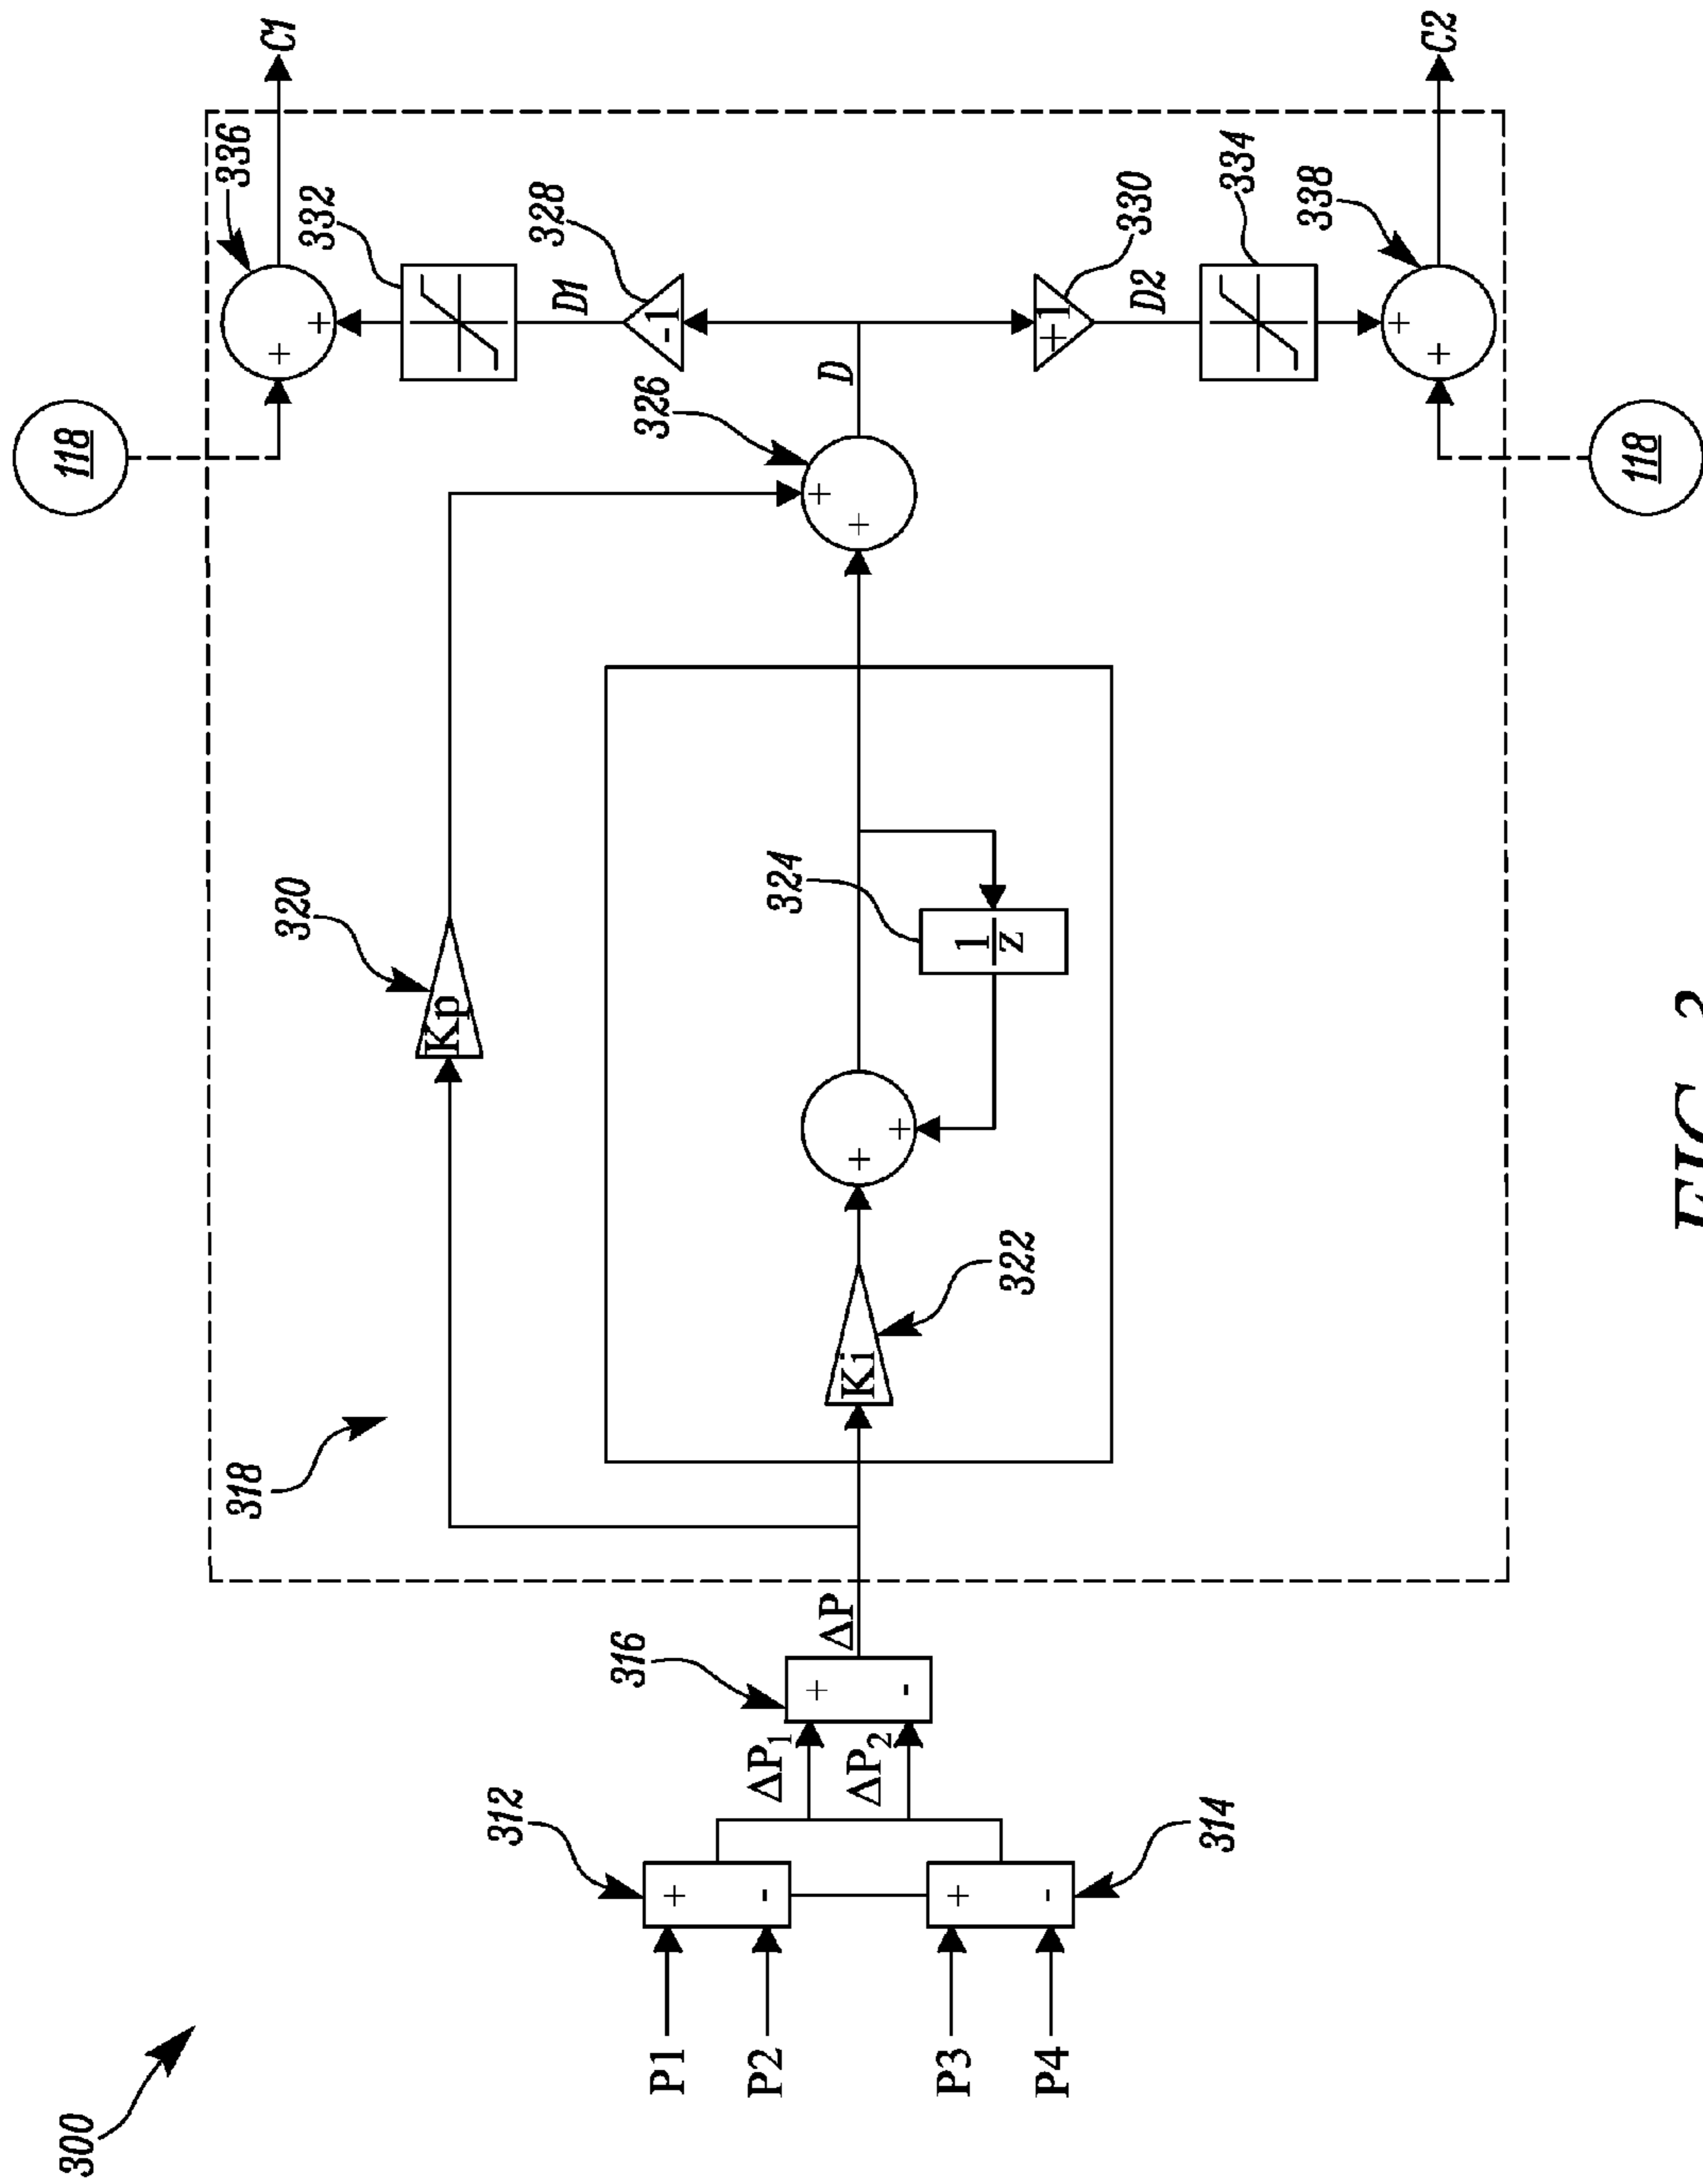 300
P1
P2
P3
P4
312
+
-
314
+
-
ΔP1
ΔP2
316
+
-
ΔP
318
320
Kp
Ki
322
+
+
324
1
z
326
+
+
D
118
336
+
+
332
D1
328
-1
+1
330
D2
334
338
+
+
118
C1
C2
FIG.